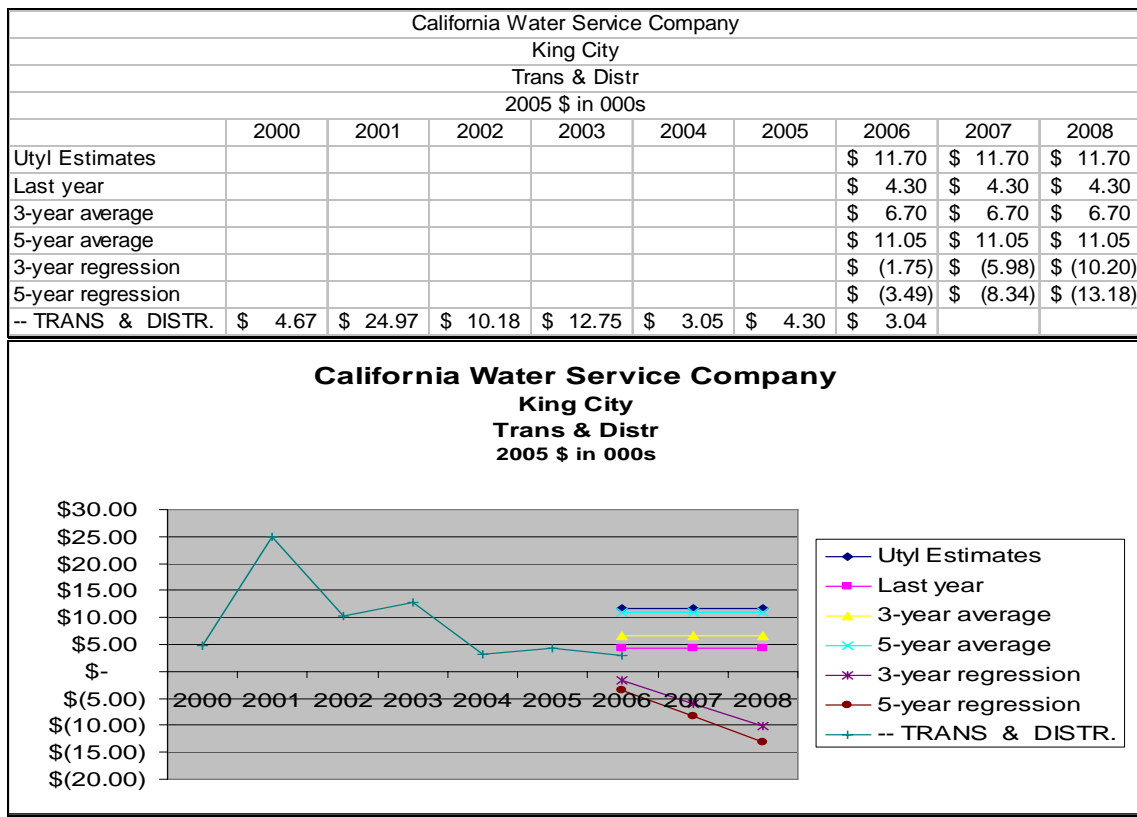 California Water Service Company
King City
Trans & Distr
2005 $ in 000s
2000 2001 2002 2003 2004 2005 2006 2007 2008
Utyl Estimates $ 11.70 $ 11.70 $ 11.70
Last year $ 4.30 $ 4.30 $ 4.30
3-year average $ 6.70 $ 6.70 $ 6.70
5-year average $ 11.05 $ 11.05 $ 11.05
3-year regression $ (1.75) $ (5.98) $ (10.20)
5-year regression $ (3.49) $ (8.34) $ (13.18)
-- TRANS & DISTR. $ 4.67 $ 24.97 $ 10.18 $ 12.75 $ 3.05 $ 4.30 $ 3.04
California Water Service Company
King City
Trans & Distr
2005 $ in 000s
$30.00
$25.00
$20.00
$15.00
$10.00
$5.00
$-
$(5.00)
$(10.00)
$(15.00)
$(20.00)
2000 2001 2002 2003 2004 2005 2006 2007 2008
Utyl Estimates
Last year
3-year average
5-year average
3-year regression
5-year regression
-- TRANS & DISTR.